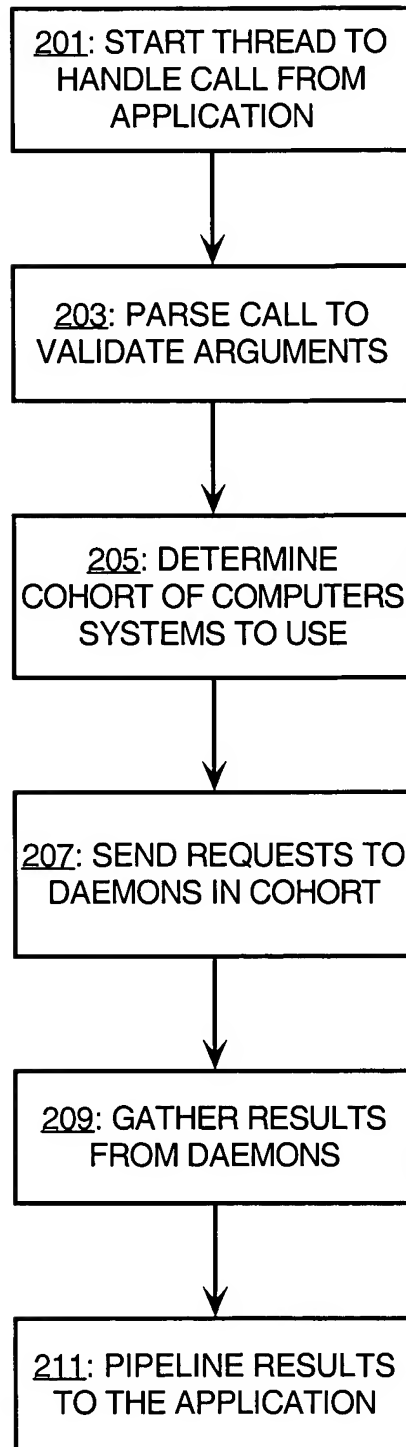 201: START THREAD TO
HANDLE CALL FROM
APPLICATION
203: PARSE CALL TO
VALIDATE ARGUMENTS
205: DETERMINE
COHORT OF COMPUTERS
SYSTEMS TO USE
207: SEND REQUESTS TO
DAEMONS IN COHORT
209: GATHER RESULTS
FROM DAEMONS
211: PIPELINE RESULTS
TO THE APPLICATION